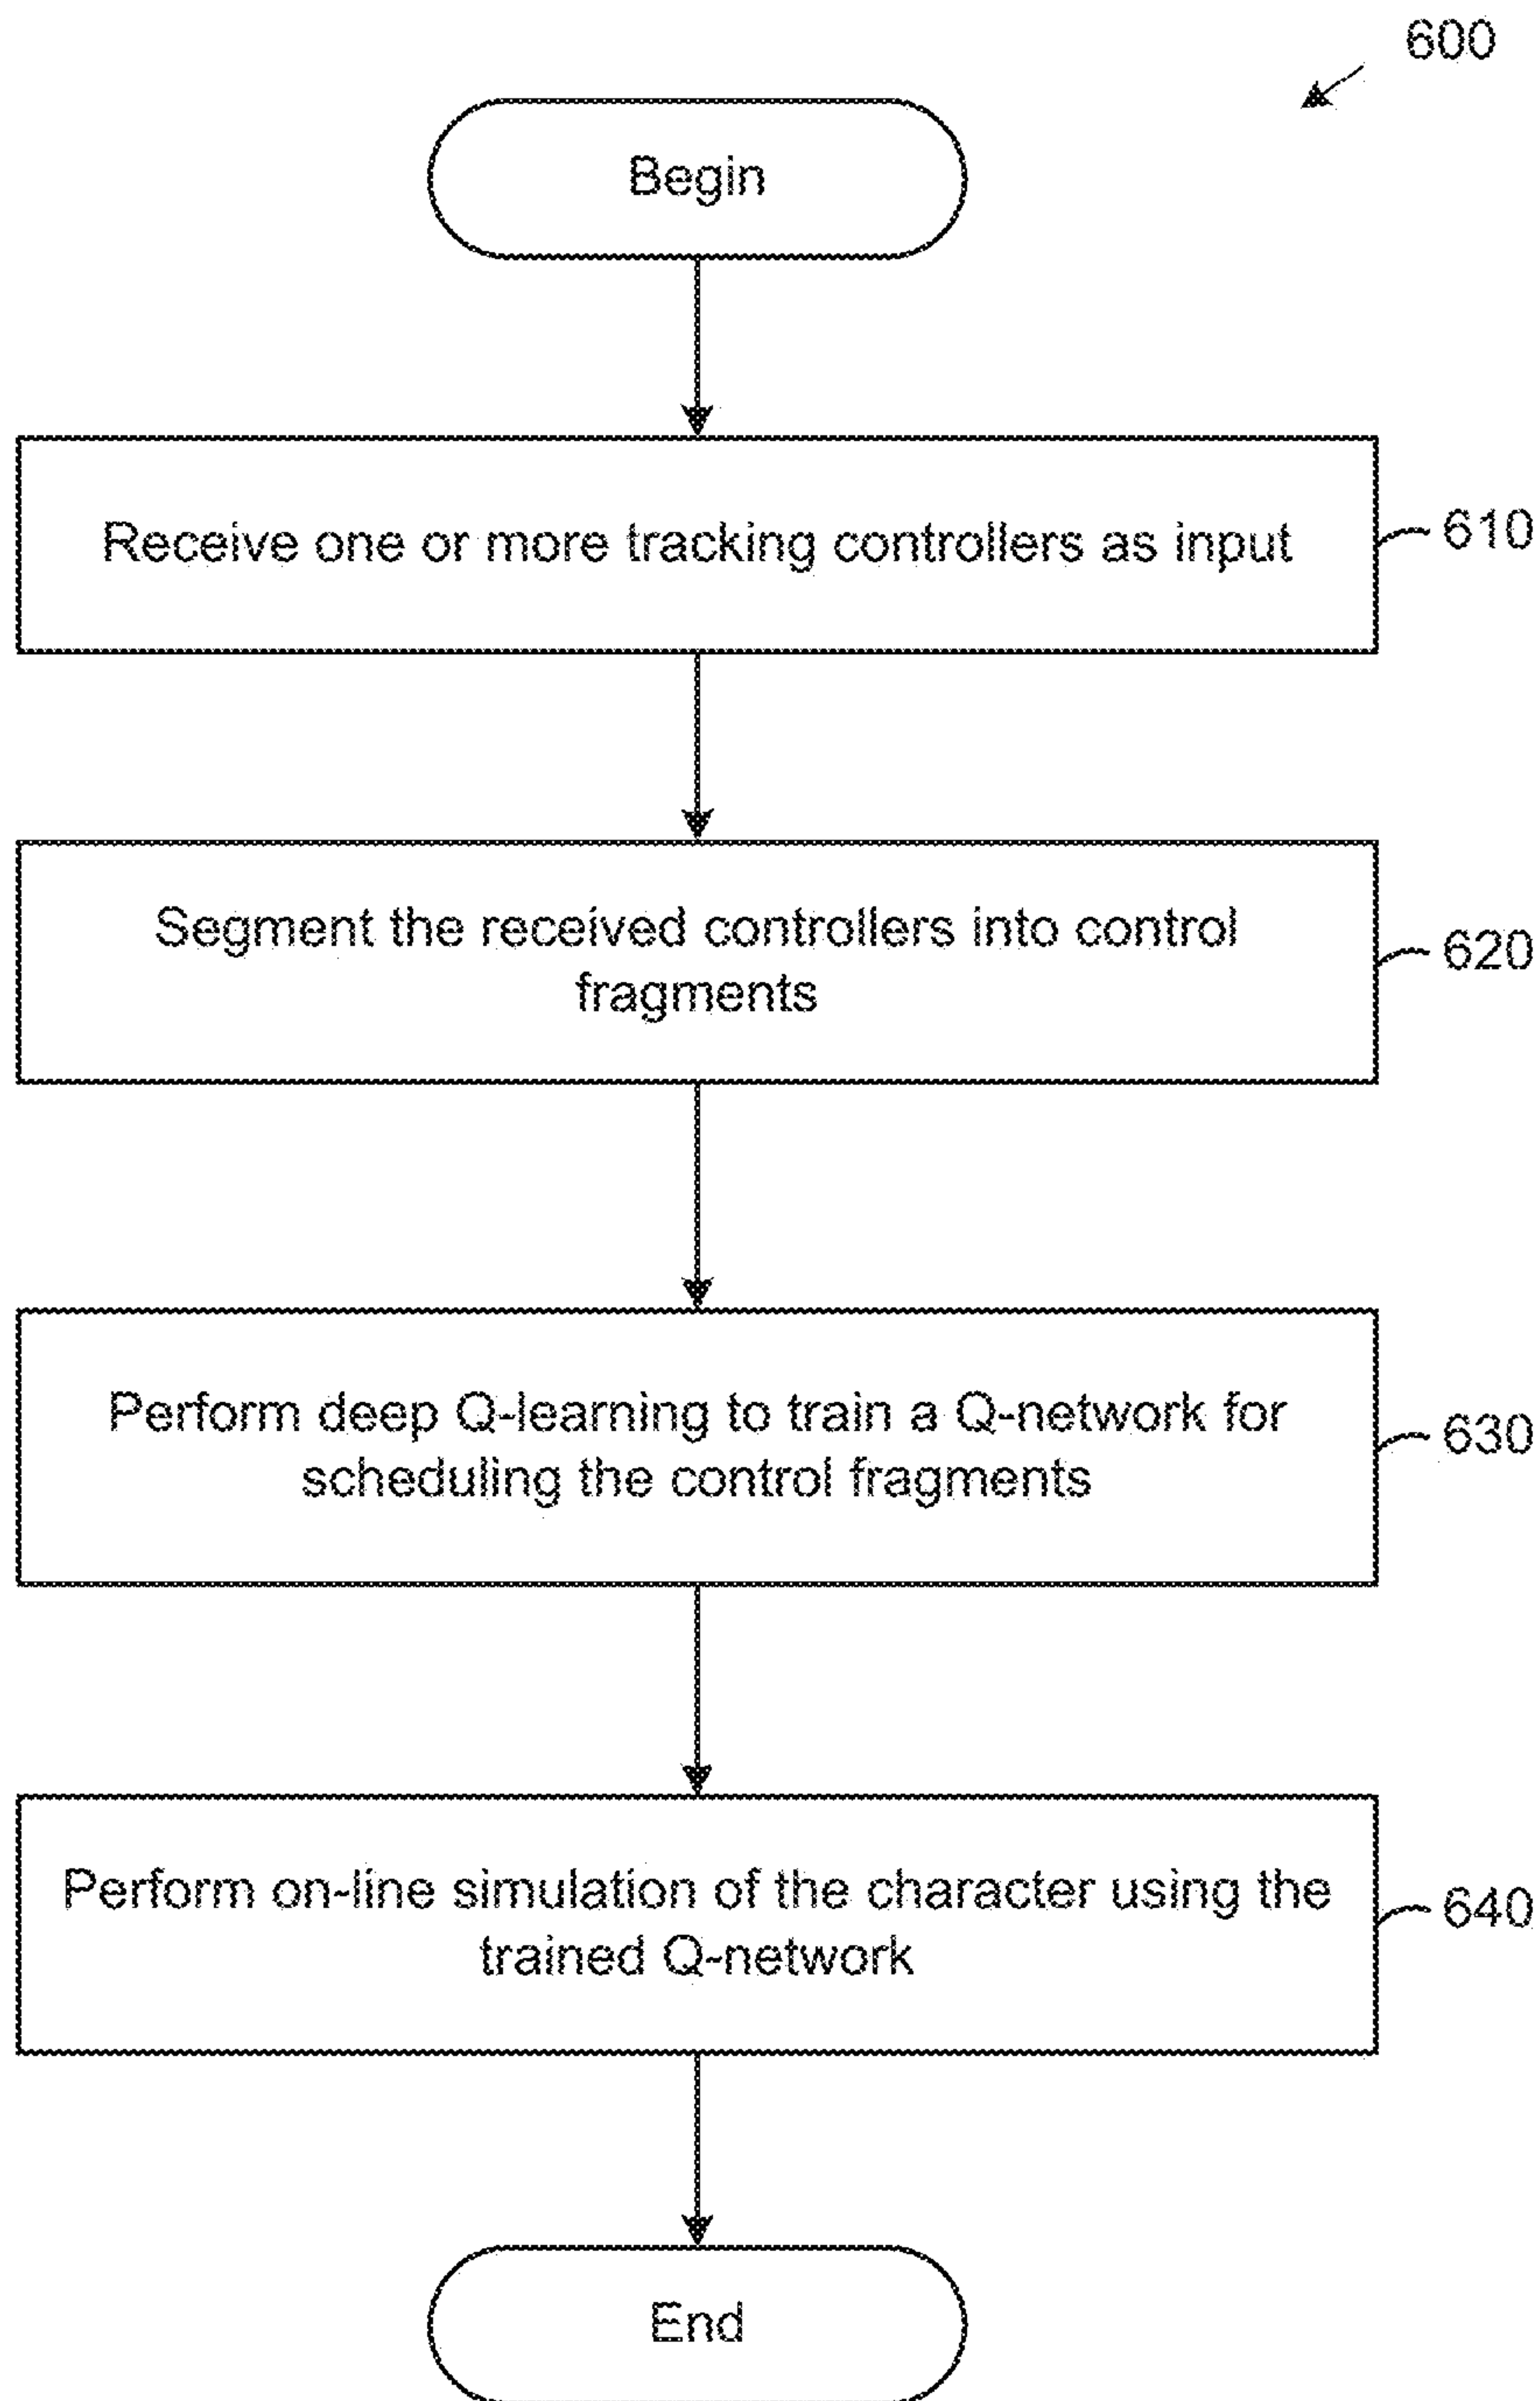 600
Begin
Receive one or more tracking controllers as input
610
Segment the received controllers into control
fragments
620
Perform deep Q-learning to train a Q-network for
scheduling the control fragments
630
Perform on-line simulation of the character using the
trained Q-network
640
End